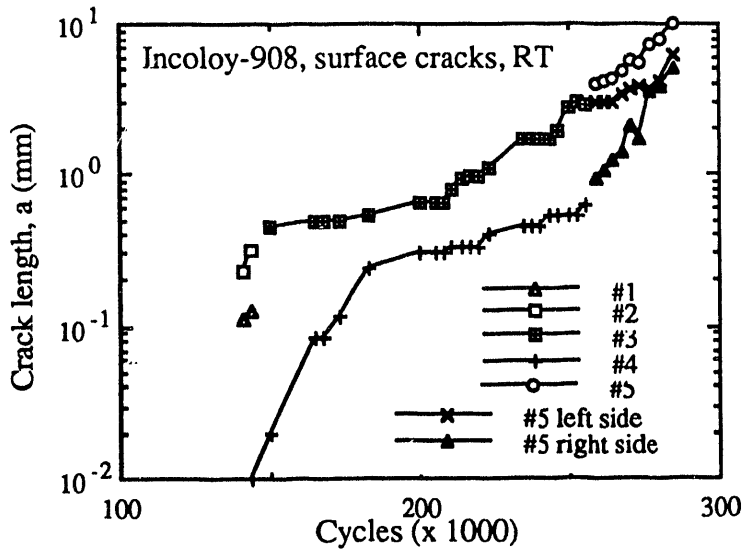 Incoloy-908, surface cracks, RT
Crack length, a (mm)
10^1
10^0
10^-1
10^-2
#1
#2
#3
#4
#5
#5 left side
#5 right side
100
200
300
Cycles (x 1000)